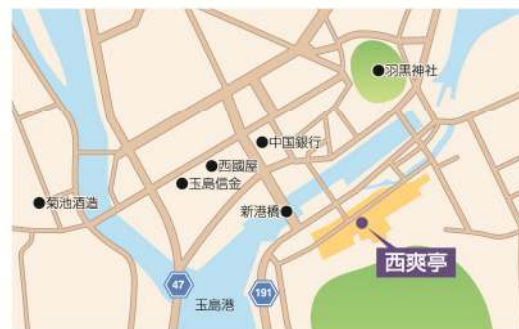 羽黒神社
中国銀行
西國屋
玉島信金
菊池酒造
新港橋
西爽亭
47
191
玉島港